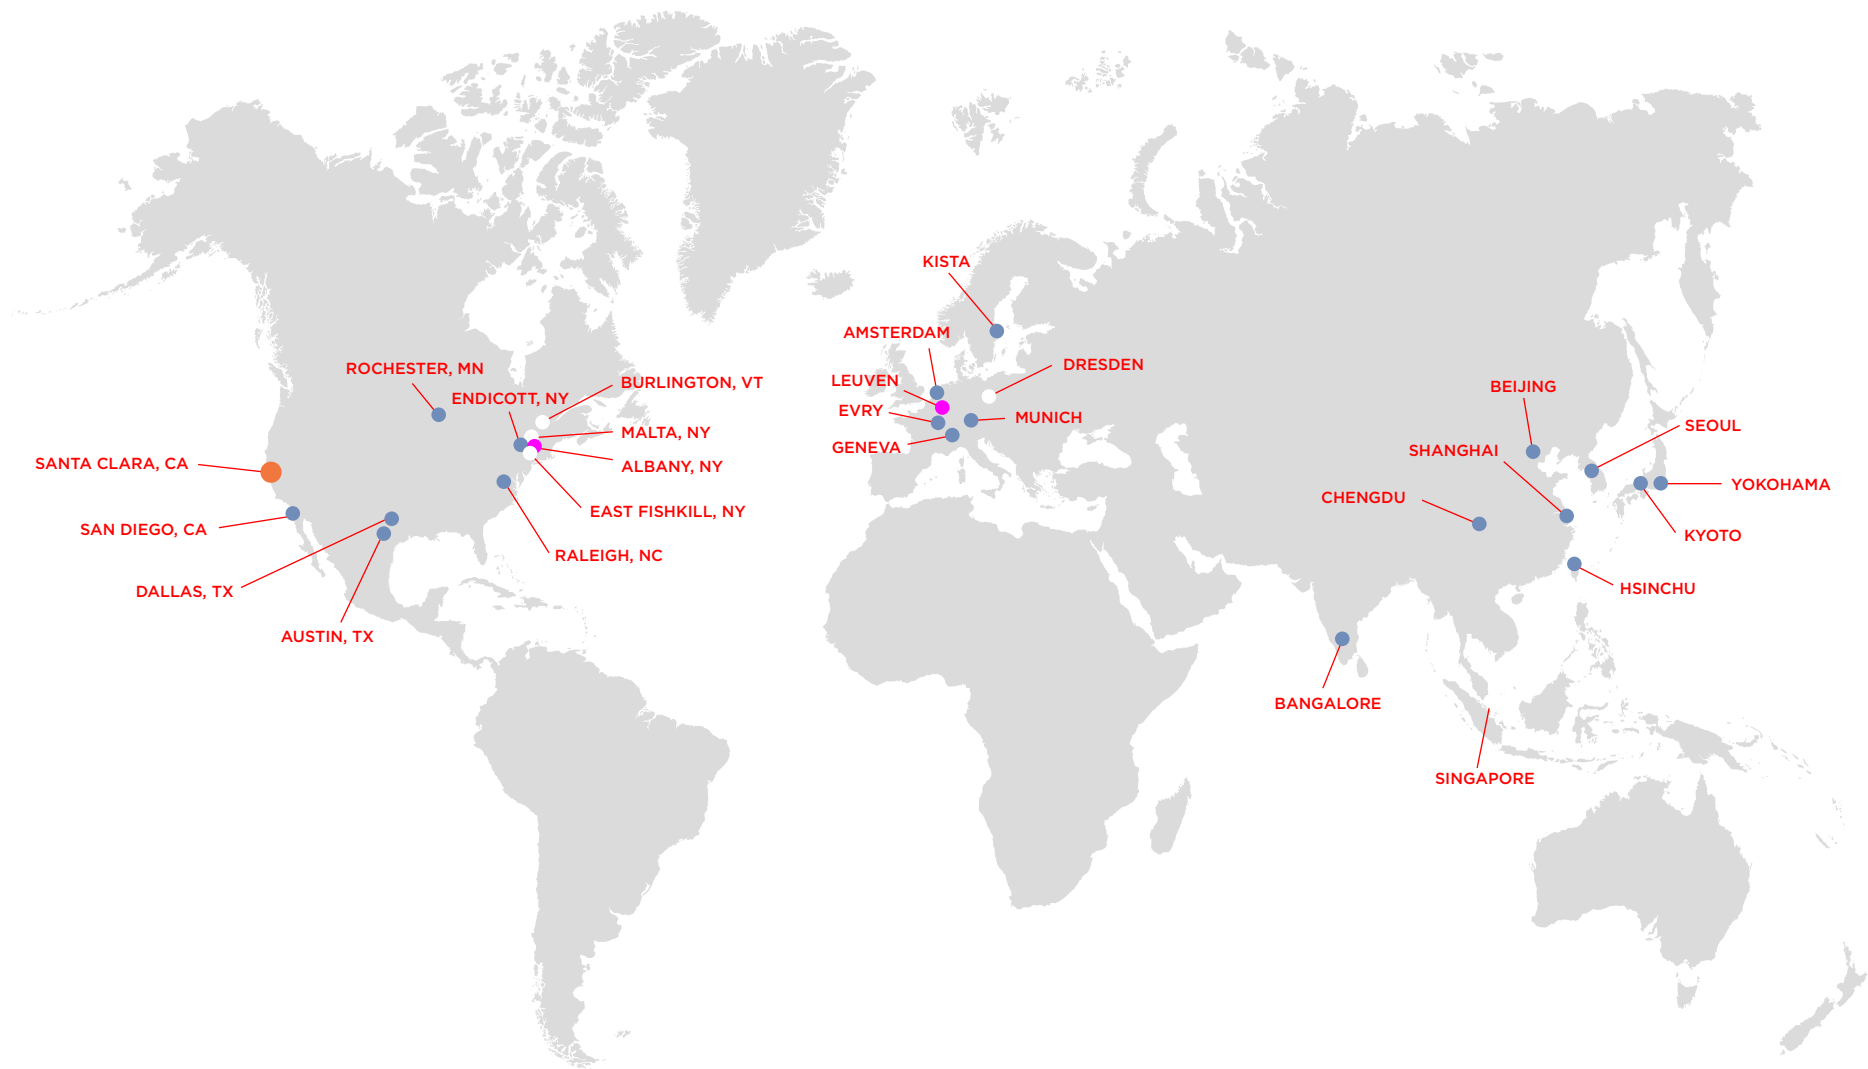 KISTA
AMSTERDAM
DRESDEN
ROCHESTER, MN
BURLINGTON, VT
LEUVEN
BEIJING
ENDICOTT, NY
EVRY
MUNICH
SEOUL
MALTA, NY
GENEVA
SHANGHAI
SANTA CLARA, CA
ALBANY, NY
YOKOHAMA
CHENGDU
EAST FISHKILL, NY
SAN DIEGO, CA
KYOTO
RALEIGH, NC
HSINCHU
DALLAS, TX
AUSTIN, TX
BANGALORE
SINGAPORE